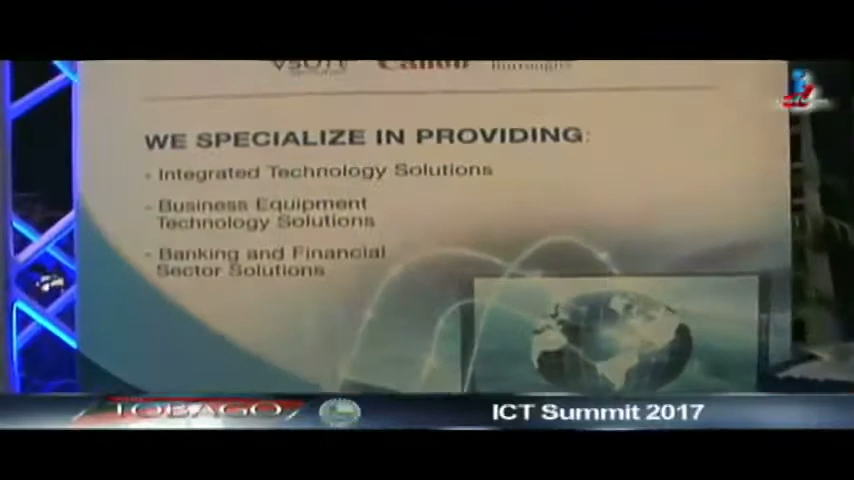 Canon Burroughs
WE SPECIALIZE IN PROVIDING:
- Integrated Technology Solutions
- Business Equipment
Technology Solutions
- Banking and Financial
Sector Solutions
TOBAGO
ICT Summit 2017